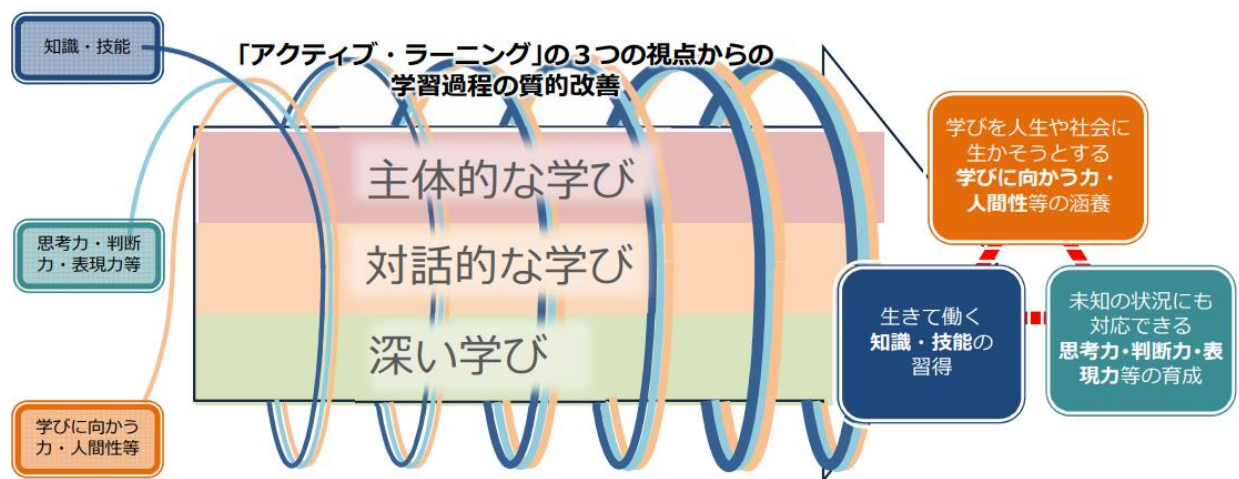 知識・技能
思考力・判断
力・表現力等
学びに向かう
力・人間性等
「アクティブ・ラーニング」の３つの視点からの
学習過程の質的改善
主体的な学び
対話的な学び
深い学び
学びを人生や社会に
生かそうとする
学びに向かう力・
人間性等の涵養
生きて働く
知識・技能の
習得
未知の状況にも
対応できる
思考力・判断力・表
現力等の育成